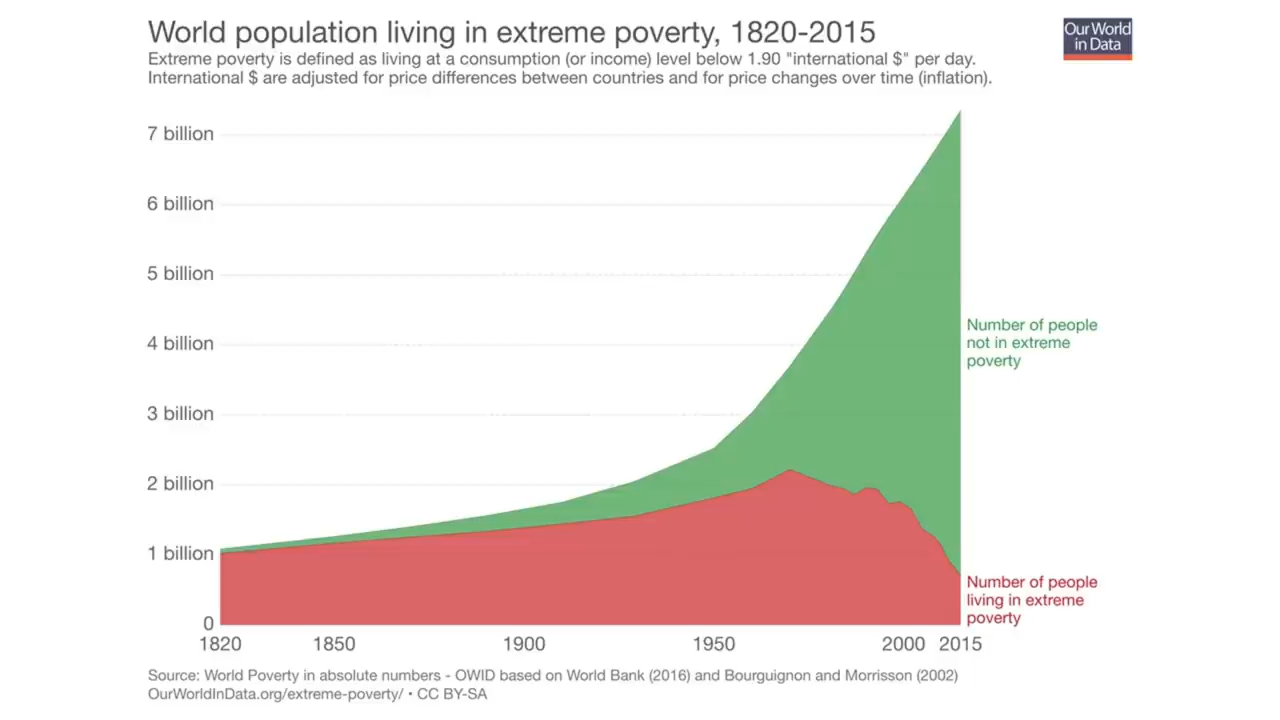 World population living in extreme poverty, 1820-2015
Our World
in Data
Extreme poverty is defined as living at a consumption (or income) level below 1.90 "international $" per day.
International $ are adjusted for price differences between countries and for price changes over time (inflation).
7 billion
6 billion
5 billion
4 billion
3 billion
2 billion
1 billion
0
Number of people
not in extreme
poverty
Number of people
living in extreme
poverty
1820 1850 1900 1950 2000 2015
Source: World Poverty in absolute numbers - OWID based on World Bank (2016) and Bourguignon and Morrisson (2002)
OurWorldInData.org/extreme-poverty/ • CC BY-SA